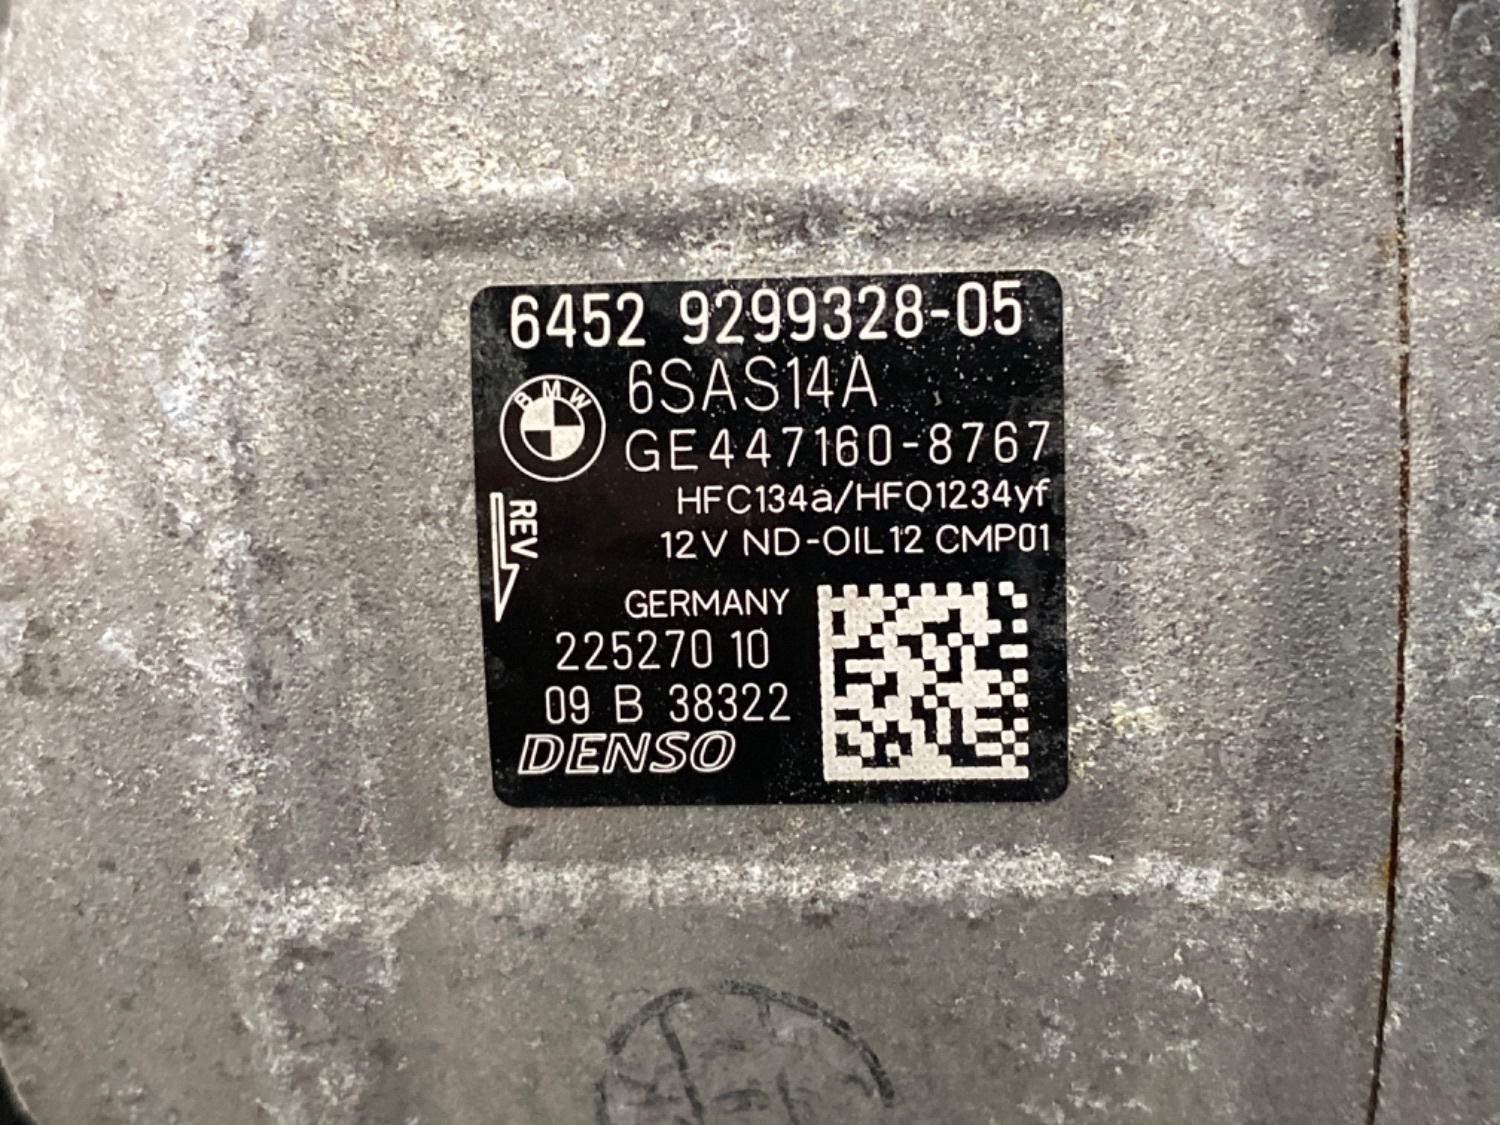 6452 9299328-05
BMW
6SAS14A
GE447160-8767
HFC134a/HFO1234yf
12V ND-OIL12 CMP01
REV
GERMANY
225270 10
09 B 38322
DENSO